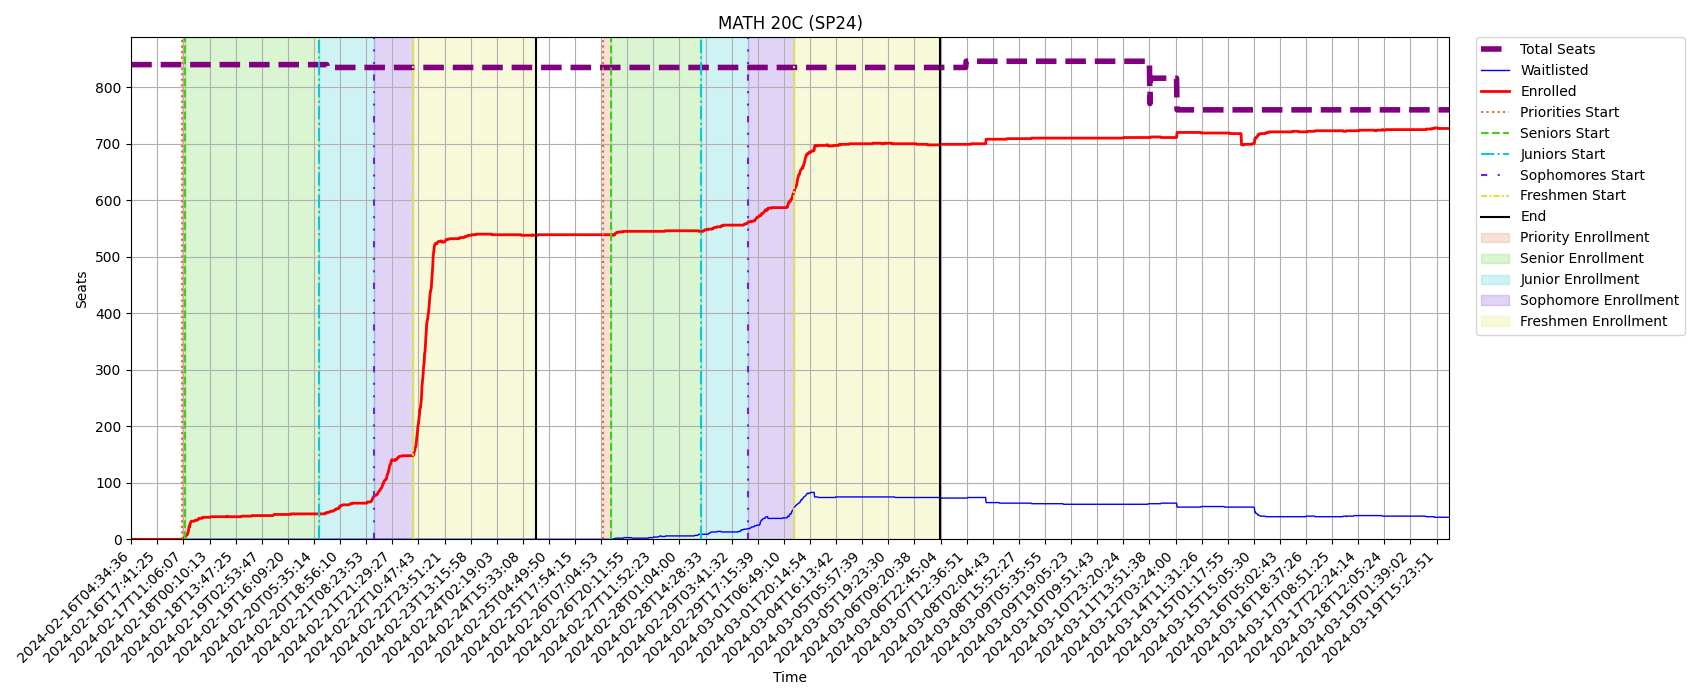 MATH 20C (SP24)
Seats
800
700
600
500
400
300
200
100
0
2024-02-16T04:34:36
2024-02-16T17:41:25
2024-02-17T11:06:07
2024-02-18T00:10:13
2024-02-18T13:47:25
2024-02-19T02:53:47
2024-02-19T16:09:20
2024-02-20T05:35:14
2024-02-20T18:56:10
2024-02-21T08:23:53
2024-02-21T21:29:27
2024-02-22T10:47:43
2024-02-22T23:51:21
2024-02-23T13:15:58
2024-02-24T02:19:03
2024-02-24T15:33:08
2024-02-25T04:49:50
2024-02-25T17:54:15
2024-02-26T07:04:53
2024-02-26T20:11:55
2024-02-27T11:52:23
2024-02-28T01:04:00
2024-02-28T14:28:33
2024-02-29T03:41:32
2024-02-29T17:15:39
2024-03-01T06:49:10
2024-03-01T20:14:54
2024-03-04T16:13:42
2024-03-05T05:57:39
2024-03-05T19:23:30
2024-03-06T09:20:38
2024-03-06T22:45:04
2024-03-07T12:36:51
2024-03-08T02:04:43
2024-03-08T15:52:27
2024-03-09T05:35:55
2024-03-09T19:05:23
2024-03-10T09:51:43
2024-03-10T23:20:24
2024-03-11T13:51:38
2024-03-12T03:24:00
2024-03-14T11:31:26
2024-03-15T01:17:55
2024-03-15T15:05:30
2024-03-16T05:02:43
2024-03-16T18:37:26
2024-03-17T08:51:25
2024-03-17T22:24:14
2024-03-18T12:05:24
2024-03-19T01:39:02
2024-03-19T15:23:51
Time
Total Seats
Waitlisted
Enrolled
Priorities Start
Seniors Start
Juniors Start
Sophomores Start
Freshmen Start
End
Priority Enrollment
Senior Enrollment
Junior Enrollment
Sophomore Enrollment
Freshmen Enrollment